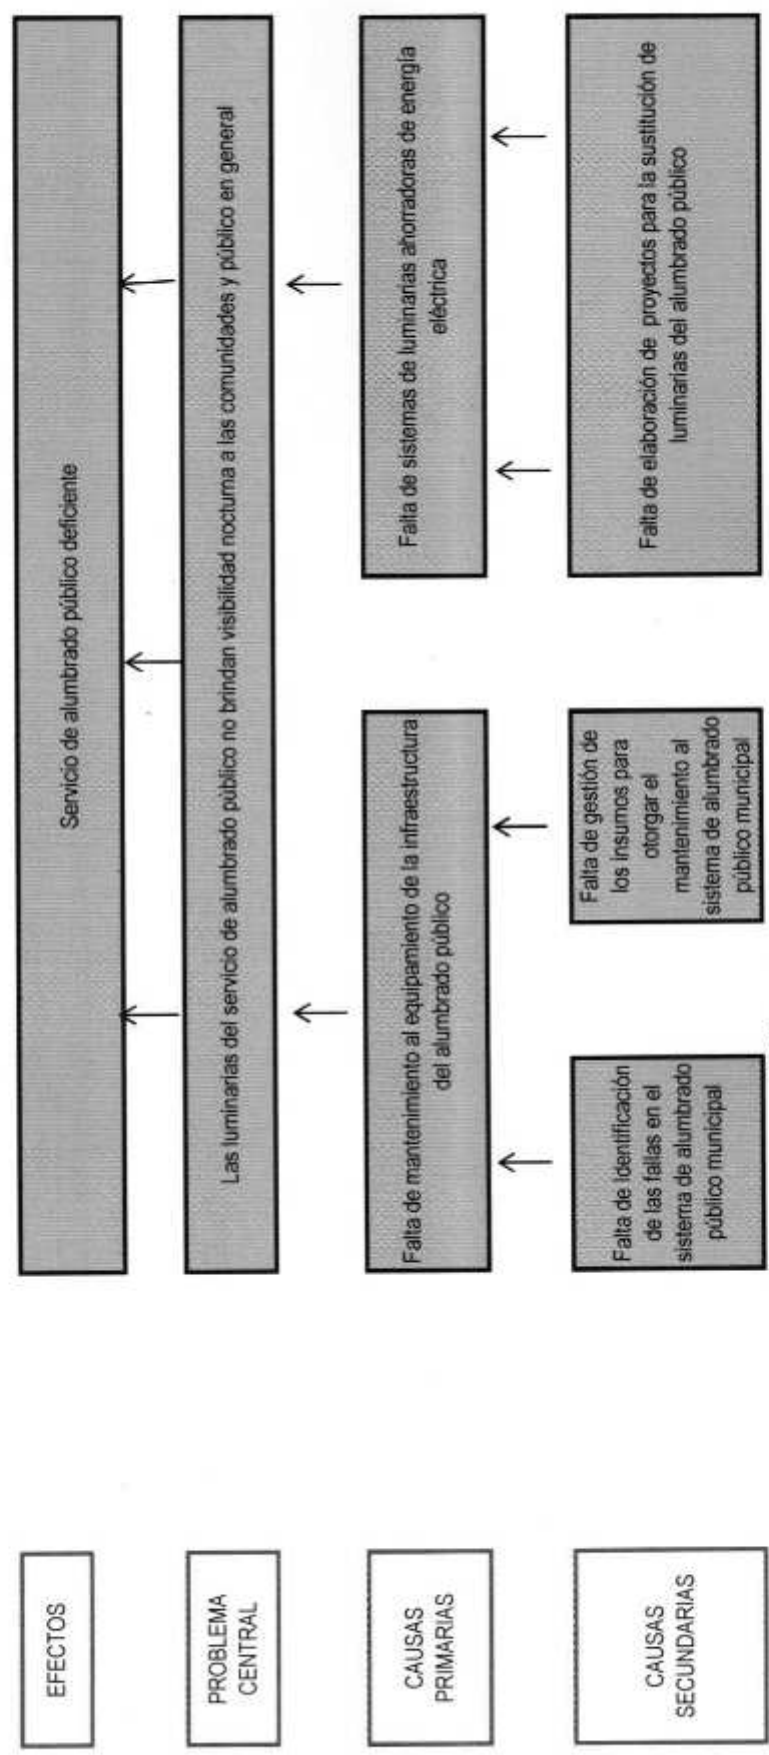 EFECTOS
Servicio de alumbrado público deficiente
PROBLEMA
CENTRAL
Las luminarias del servicio de alumbrado público no brindan visibilidad nocturna a las comunidades y público en general
CAUSAS
PRIMARIAS
Falta de mantenimiento al equipamiento de la infraestructura
del alumbrado público
Falta de sistemas de luminarias ahorradoras de energía
eléctrica
CAUSAS
SECUNDARIAS
Falta de Identificación
de las fallas en el
sistema de alumbrado
público municipal
Falta de gestión de
los insumos para
otorgar el
mantenimiento al
sistema de alumbrado
público municipal
Falta de elaboración de proyectos para la sustitución de
luminarias del alumbrado público